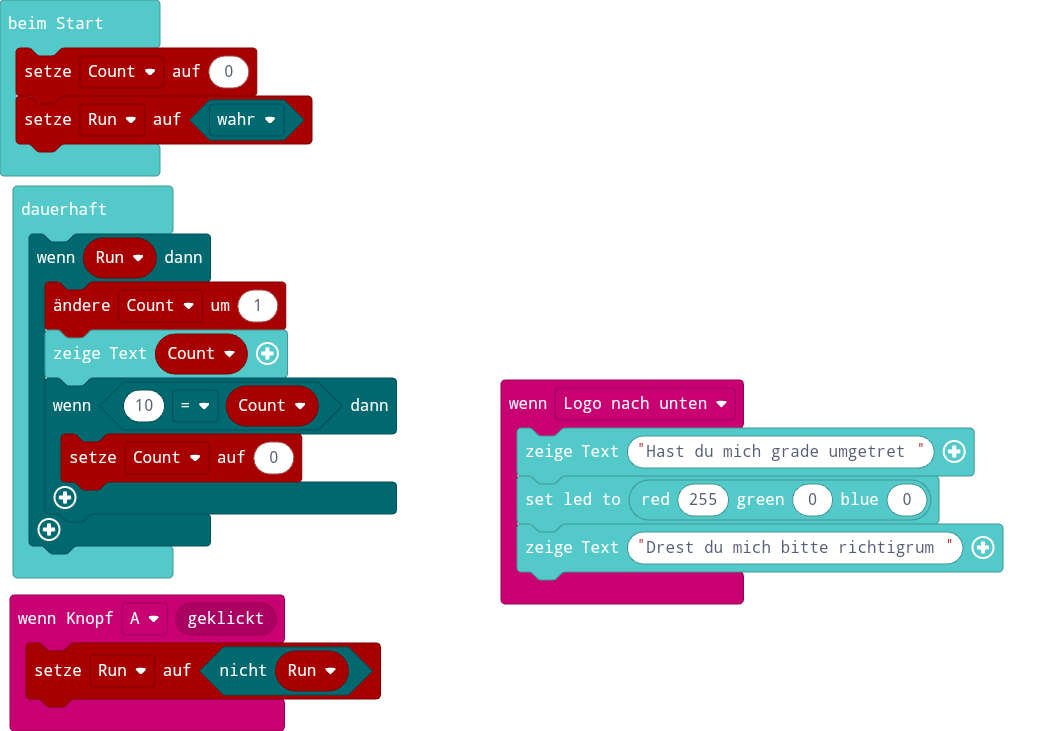 beim Start
setze Count auf 0
setze Run auf wahr
dauerhaft
wenn Run dann
ändere Count um 1
zeige Text Count
wenn 10 = Count dann
setze Count auf 0
wenn Knopf A geklickt
setze Run auf nicht Run
wenn Logo nach unten
zeige Text "Hast du mich grade umgetret "
set led to red 255 green 0 blue 0
zeige Text "Drest du mich bitte richtigrum "